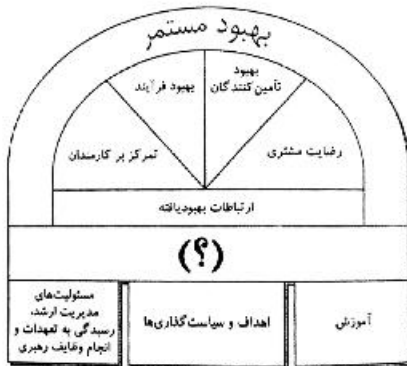 بهبود مستمر
بهبود
تأمین‌کنندگان
بهبود فرآیند
تمرکز بر کارمندان
رضایت مشتری
ارتباطات بهبودیافته
(؟)
مسئولیت‌های
مدیریت ارشد،
رسیدگی به تعهدات و
انجام وظایف رهبری
اهداف و سیاست‌گذاری‌ها
آموزش